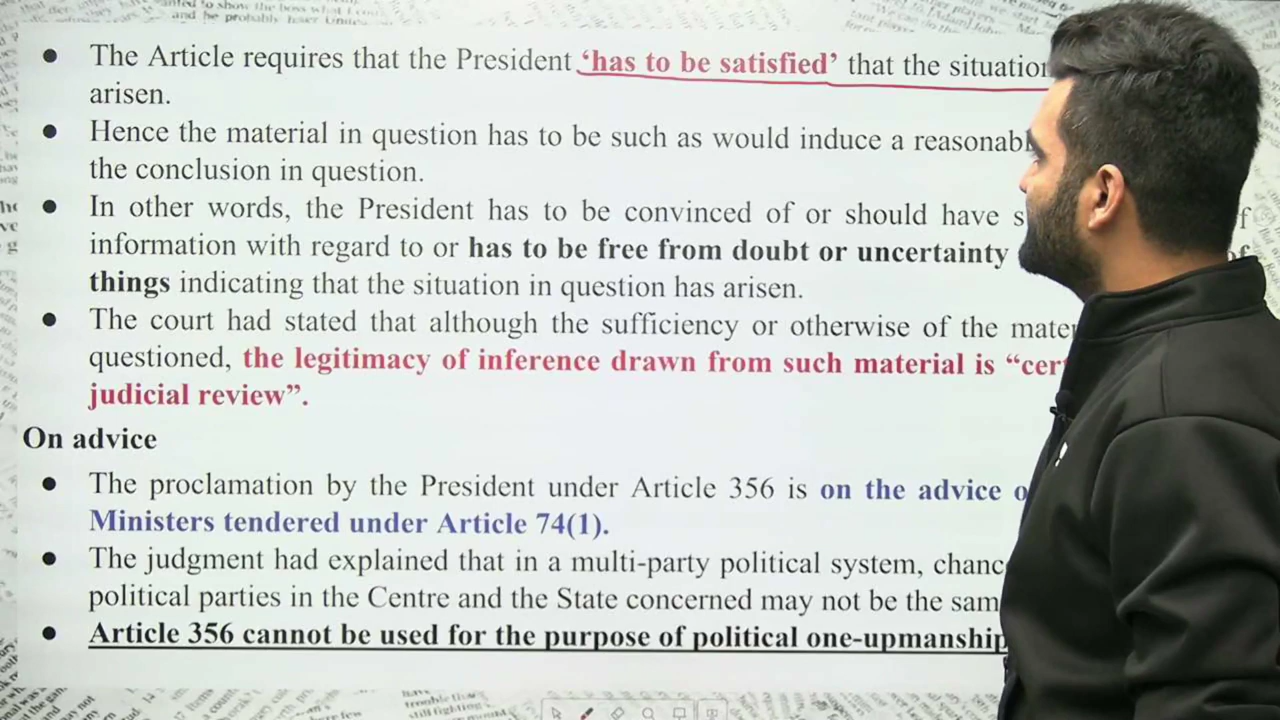 ● The Article requires that the President ‘has to be satisfied’ that the situation
arisen.
● Hence the material in question has to be such as would induce a
the conclusion in question.
● In other words, the President has to be convinced of or should have
information with regard to or has to be free from doubt or uncertainty
things indicating that the situation in question has arisen.
● The court had stated that although the sufficiency or otherwise of the
questioned, the legitimacy of inference drawn from such material is
judicial review”.
On advice
● The proclamation by the President under Article 356 is on the advice
Ministers tendered under Article 74(1).
● The judgment had explained that in a multi-party political system,
political parties in the Centre and the State concerned may not be the
● Article 356 cannot be used for the purpose of political one-upmanship